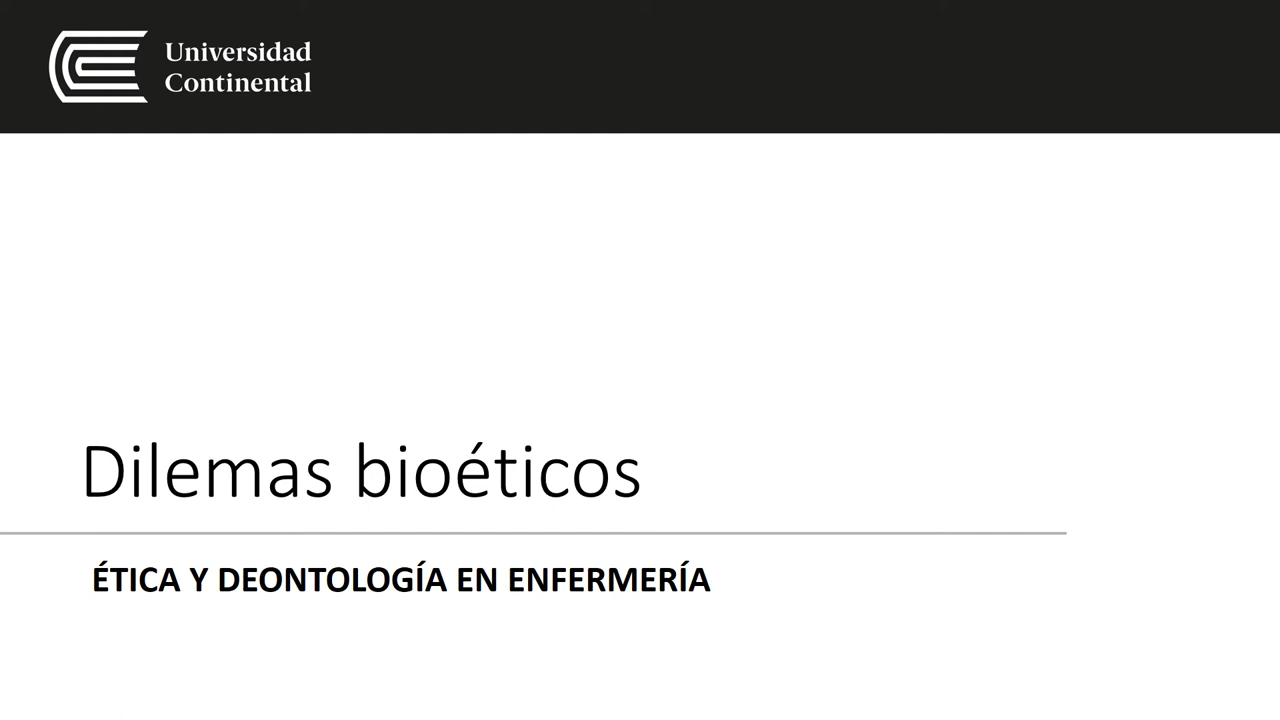 Universidad
Continental
Dilemas bioéticos
ÉTICA Y DEONTOLOGÍA EN ENFERMERÍA